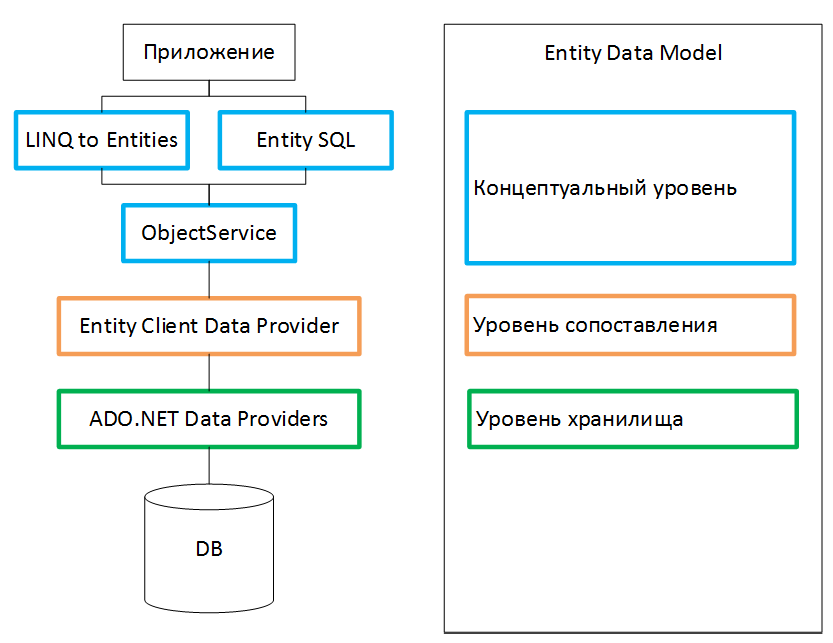 Приложение
LINQ to Entities
Entity SQL
ObjectService
Entity Client Data Provider
ADO.NET Data Providers
DB
Entity Data Model
Концептуальный уровень
Уровень сопоставления
Уровень хранилища